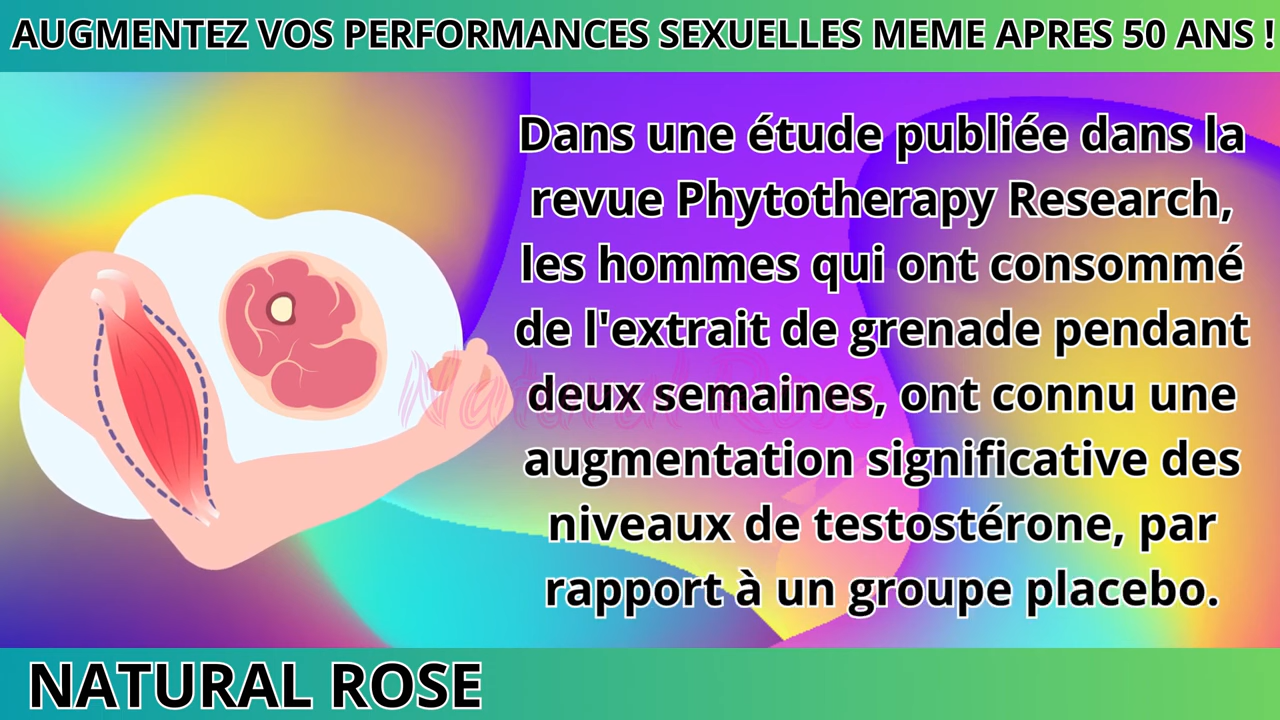 AUGMENTEZ VOS PERFORMANCES SEXUELLES MEME APRES 50 ANS !
Dans une étude publiée dans la
revue Phytotherapy Research,
les hommes qui ont consommé
de l'extrait de grenade pendant
deux semaines, ont connu une
augmentation significative des
niveaux de testostérone, par
rapport à un groupe placebo.
Natural Rose
NATURAL ROSE